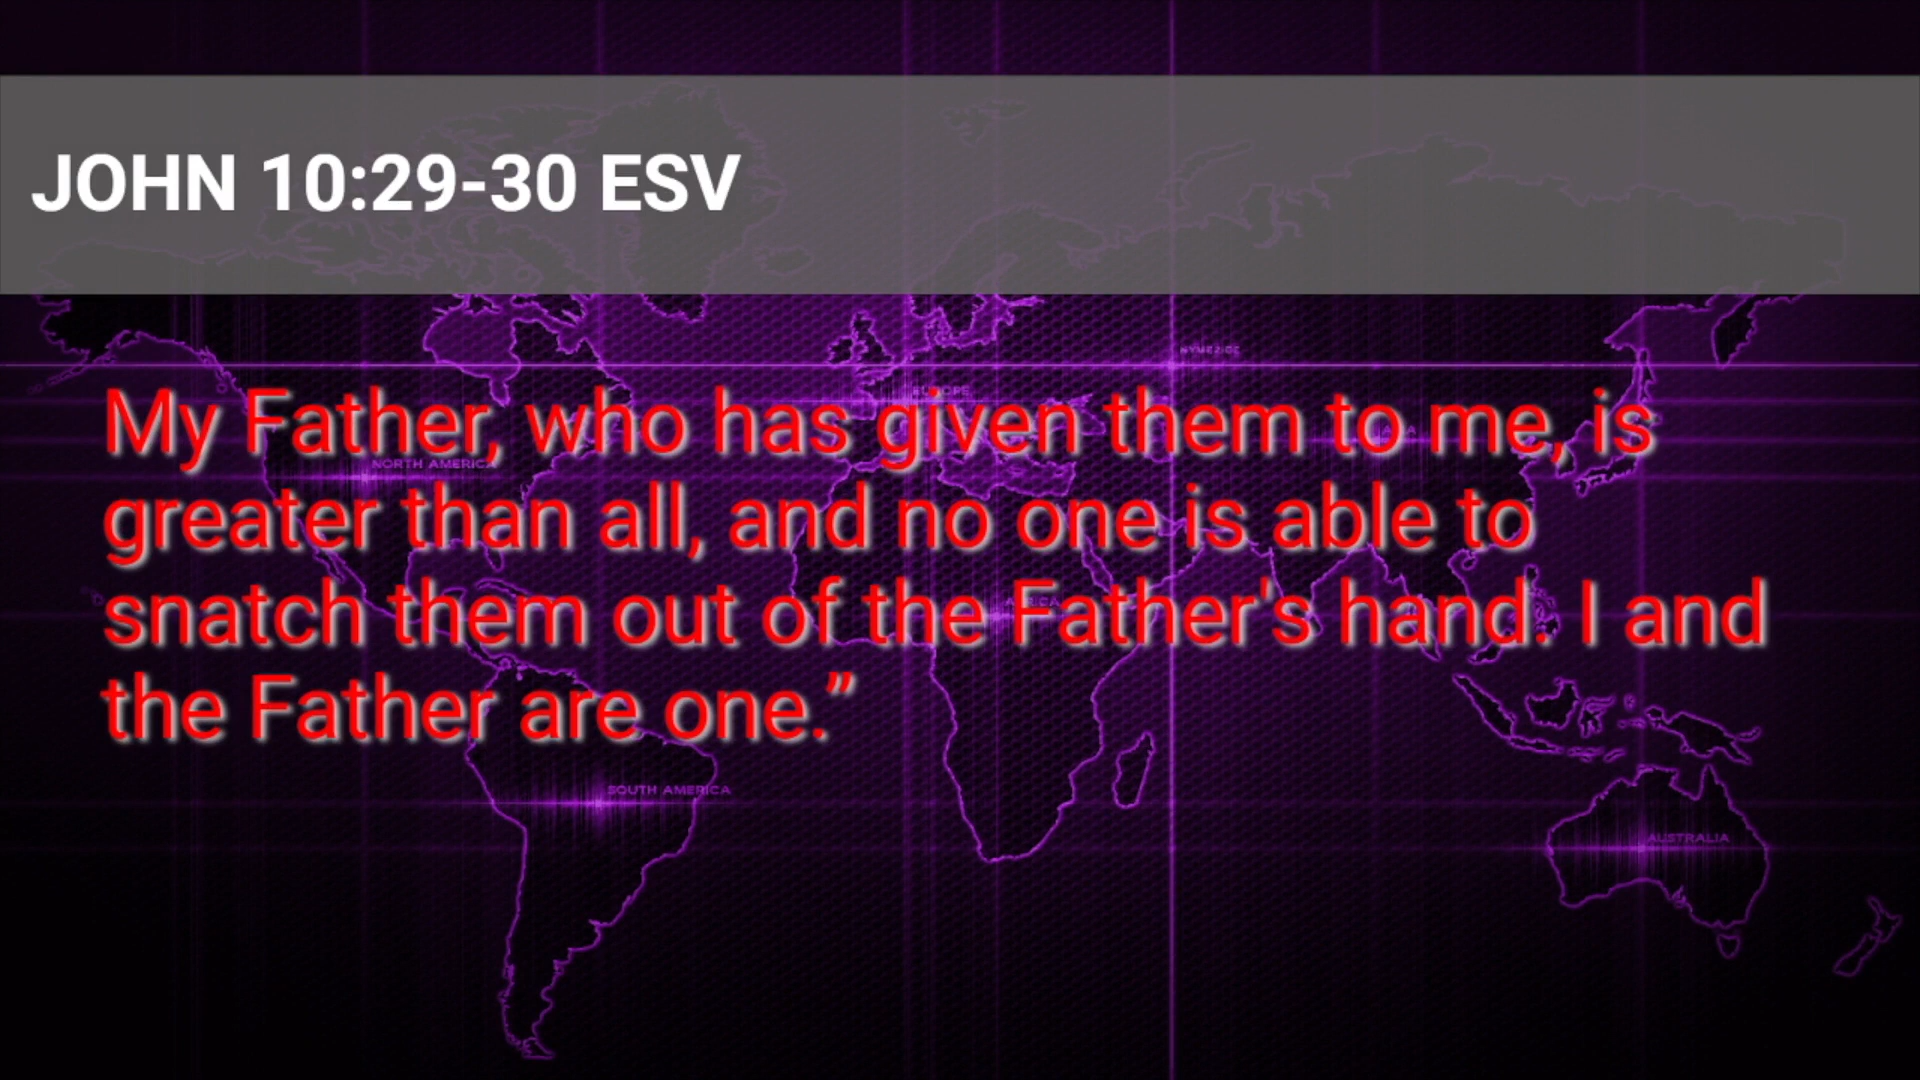 JOHN 10:29-30 ESV
EUROPE
My Father, who has given them to me, is
NORTH AMERICA
greater than all, and no one is able to
snatch them out of the Father's hand. I and
the Father are one.”
SOUTH AMERICA
AUSTRALIA